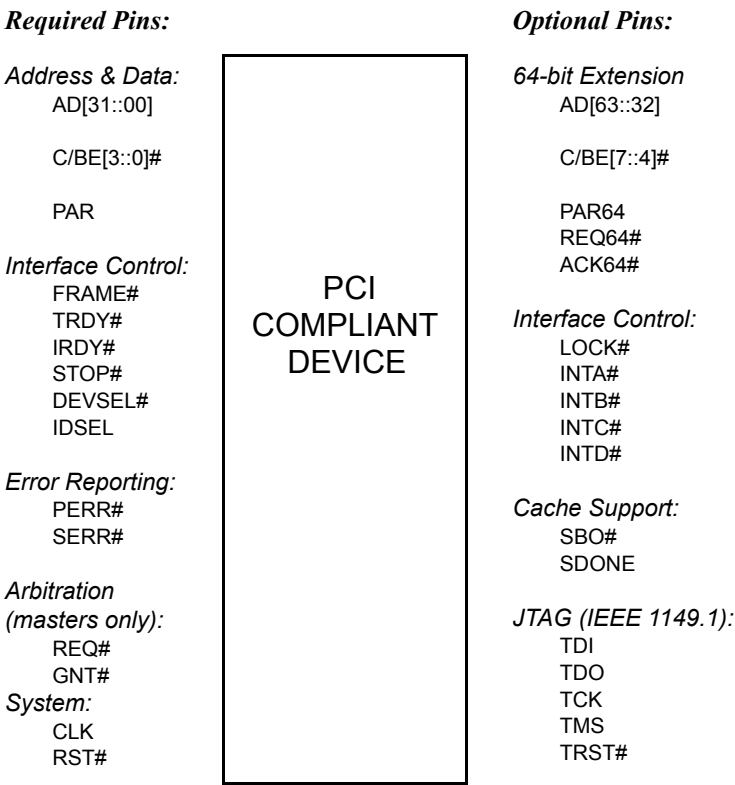 Required Pins:
Address & Data:
AD[31::00]
C/BE[3::0]#
PAR
Interface Control:
FRAME#
TRDY#
IRDY#
STOP#
DEVSEL#
IDSEL
Error Reporting:
PERR#
SERR#
Arbitration
(masters only):
REQ#
GNT#
System:
CLK
RST#
PCI
COMPLIANT
DEVICE
Optional Pins:
64-bit Extension
AD[63::32]
C/BE[7::4]#
PAR64
REQ64#
ACK64#
Interface Control:
LOCK#
INTA#
INTB#
INTC#
INTD#
Cache Support:
SBO#
SDONE
JTAG (IEEE 1149.1):
TDI
TDO
TCK
TMS
TRST#